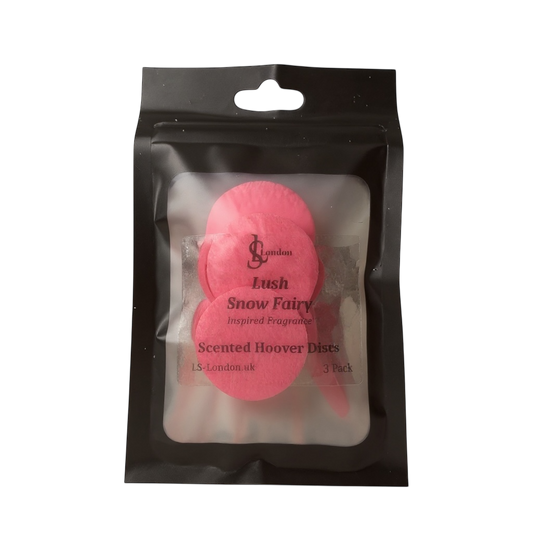 LS London
Lush
Snow Fairy
Inspired Fragrance
Scented Hoover Discs
LS-London.uk 3 Pack